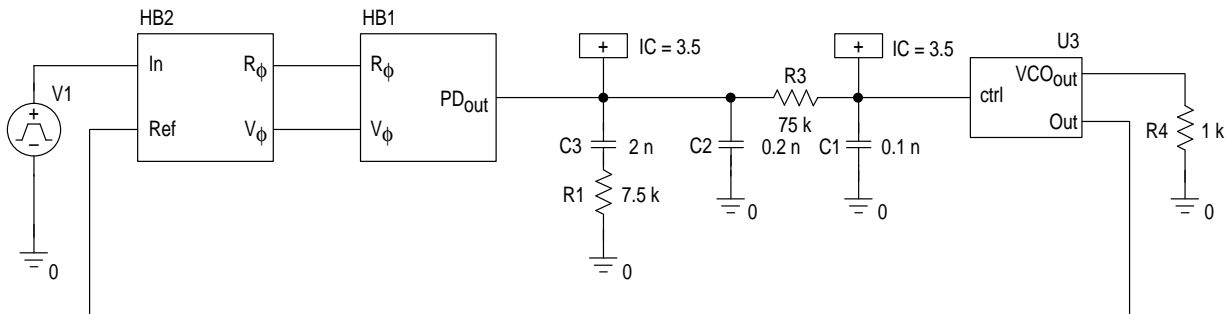 HB2
HB1
+
IC = 3.5
+
IC = 3.5
U3
V1
+
−
In
Rϕ
Rϕ
PDout
R3
75 k
VCOout
ctrl
Ref
Vϕ
Vϕ
Out
R4
1 k
C3
2 n
C2
0.2 n
C1
0.1 n
R1
7.5 k
0
0
0
0
0